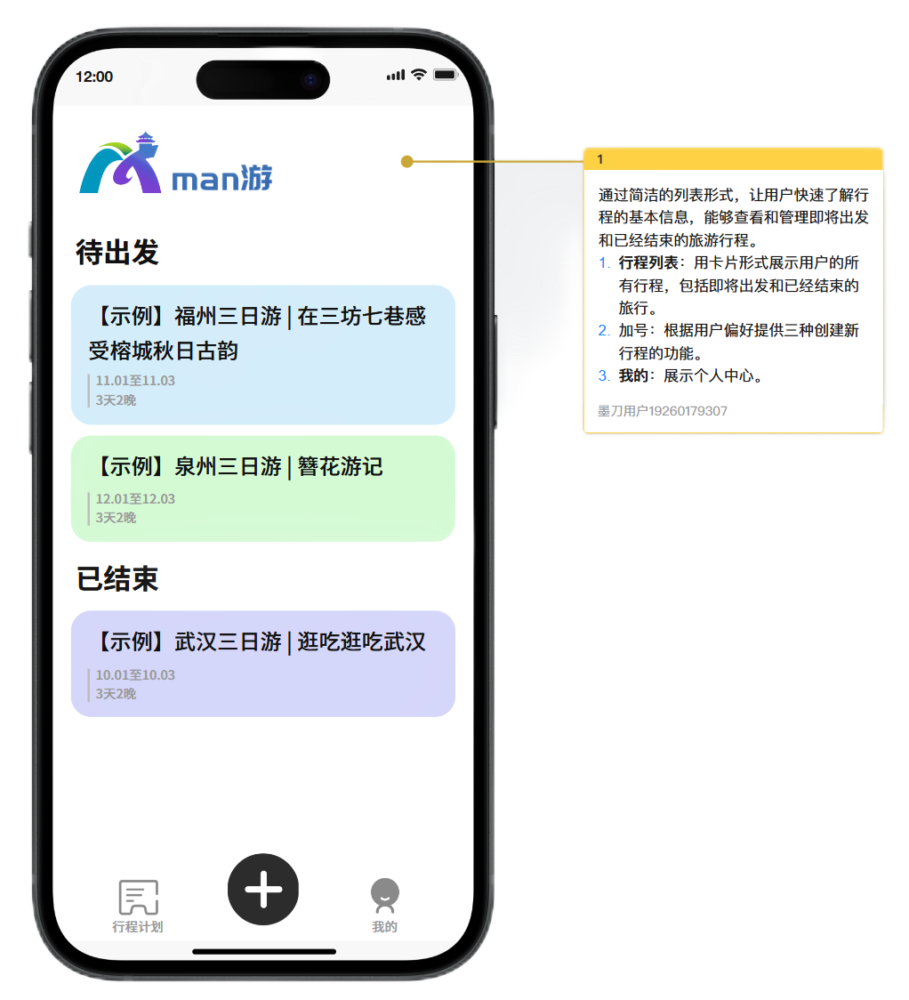 12:00
man游
待出发
【示例】福州三日游 | 在三坊七巷感
受榕城秋日古韵
11.01至11.03
3天2晚
【示例】泉州三日游 | 簪花游记
12.01至12.03
3天2晚
已结束
【示例】武汉三日游 | 逛吃逛吃武汉
10.01至10.03
3天2晚
行程计划
我的
1
通过简洁的列表形式，让用户快速了解行
程的基本信息，能够查看和管理即将出发
和已经结束的旅游行程。
1. 行程列表：用卡片形式展示用户的所
有行程，包括即将出发和已经结束的
旅行。
2. 加号：根据用户偏好提供三种创建新
行程的功能。
3. 我的：展示个人中心。
墨刀用户19260179307